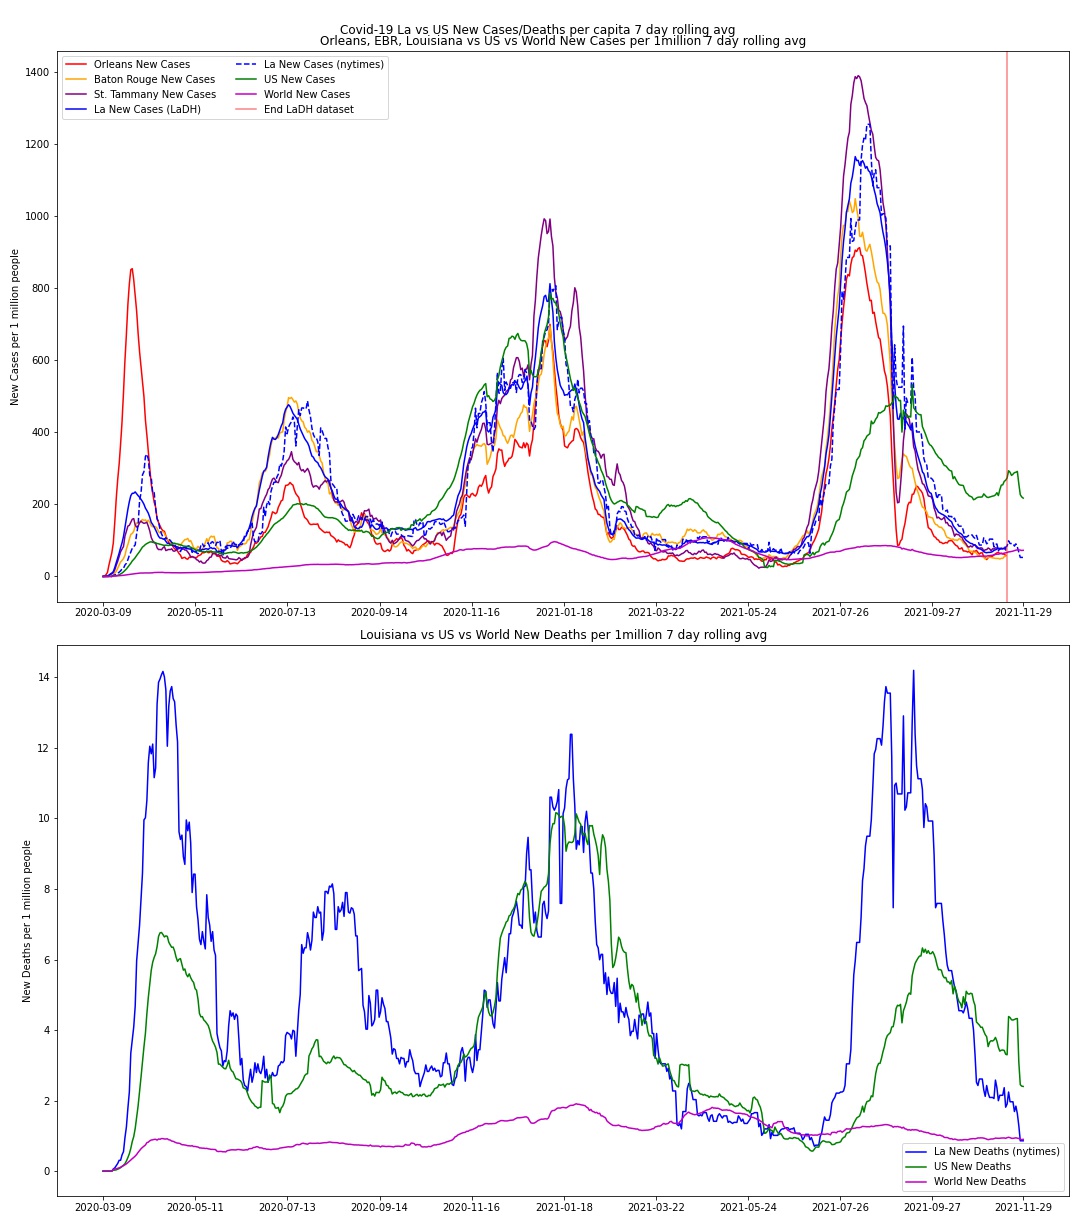 Covid-19 La vs US New Cases/Deaths per capita 7 day rolling avg
Orleans, EBR, Louisiana vs US vs World New Cases per 1million 7 day rolling avg
Orleans New Cases
Baton Rouge New Cases
St. Tammany New Cases
La New Cases (LaDH)
La New Cases (nytimes)
US New Cases
World New Cases
End LaDH dataset
New Cases per 1 million people
1400
1200
1000
800
600
400
200
0
2020-03-09 2020-05-11 2020-07-13 2020-09-14 2020-11-16 2021-01-18 2021-03-22 2021-05-24 2021-07-26 2021-09-27 2021-11-29
Louisiana vs US vs World New Deaths per 1million 7 day rolling avg
New Deaths per 1 million people
14
12
10
8
6
4
2
0
La New Deaths (nytimes)
US New Deaths
World New Deaths
2020-03-09 2020-05-11 2020-07-13 2020-09-14 2020-11-16 2021-01-18 2021-03-22 2021-05-24 2021-07-26 2021-09-27 2021-11-29